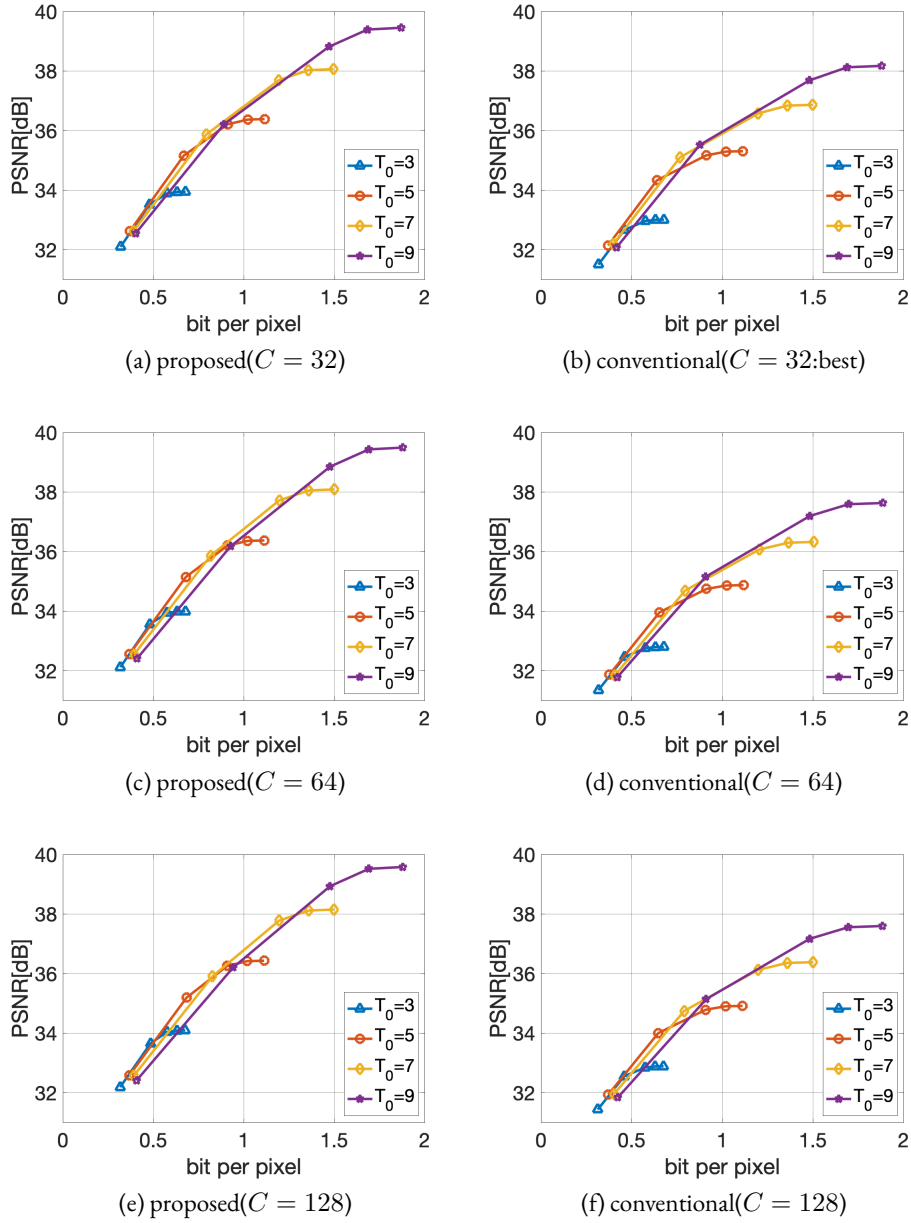 40
38
36
34
32
PSNR[dB]
T0=3
T0=5
T0=7
T0=9
0 0.5 1 1.5 2
bit per pixel
(a) proposed(C = 32)
40
38
36
34
32
PSNR[dB]
T0=3
T0=5
T0=7
T0=9
0 0.5 1 1.5 2
bit per pixel
(b) conventional(C = 32:best)
40
38
36
34
32
PSNR[dB]
T0=3
T0=5
T0=7
T0=9
0 0.5 1 1.5 2
bit per pixel
(c) proposed(C = 64)
40
38
36
34
32
PSNR[dB]
T0=3
T0=5
T0=7
T0=9
0 0.5 1 1.5 2
bit per pixel
(d) conventional(C = 64)
40
38
36
34
32
PSNR[dB]
T0=3
T0=5
T0=7
T0=9
0 0.5 1 1.5 2
bit per pixel
(e) proposed(C = 128)
40
38
36
34
32
PSNR[dB]
T0=3
T0=5
T0=7
T0=9
0 0.5 1 1.5 2
bit per pixel
(f) conventional(C = 128)